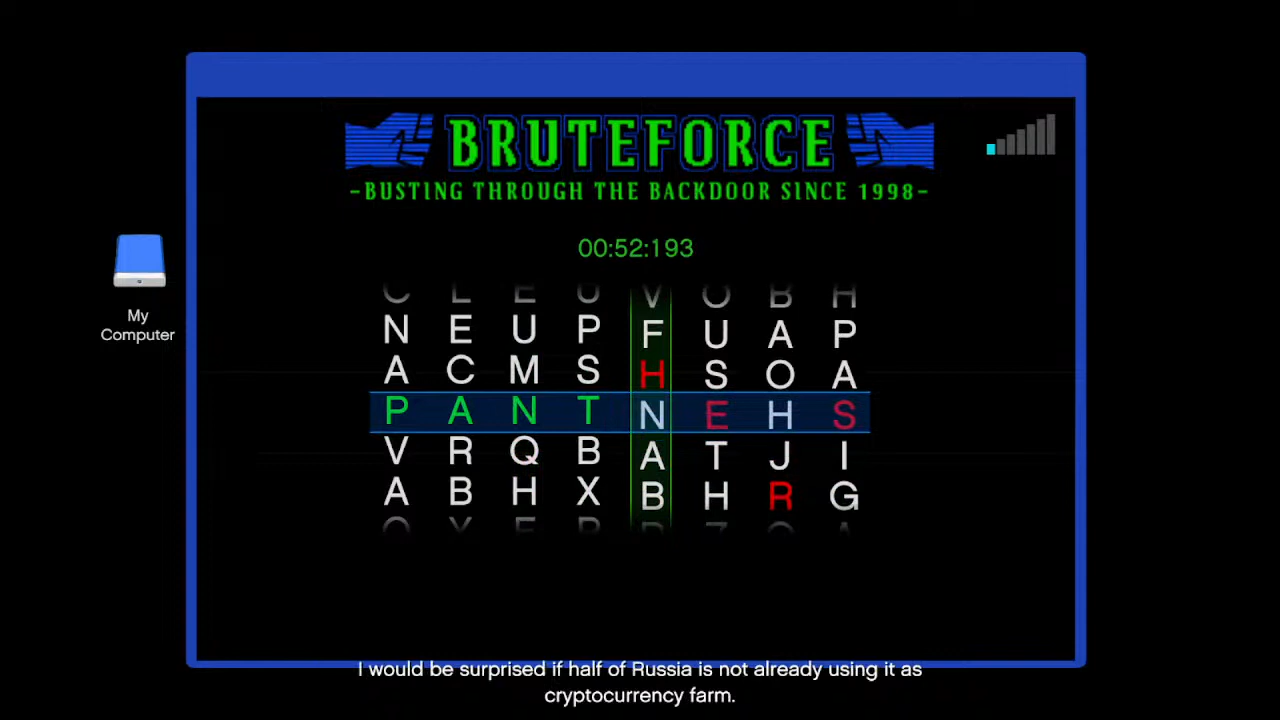 BRUTEFORCE
-BUSTING THROUGH THE BACKDOOR SINCE 1998-
00:52:193
My
Computer
C L E U V O B H
N E U P F U A P
A C M S H S O A
P A N T N E H S
V R Q B A T J I
A B H X B H R G
I would be surprised if half of Russia is not already using it as
cryptocurrency farm.